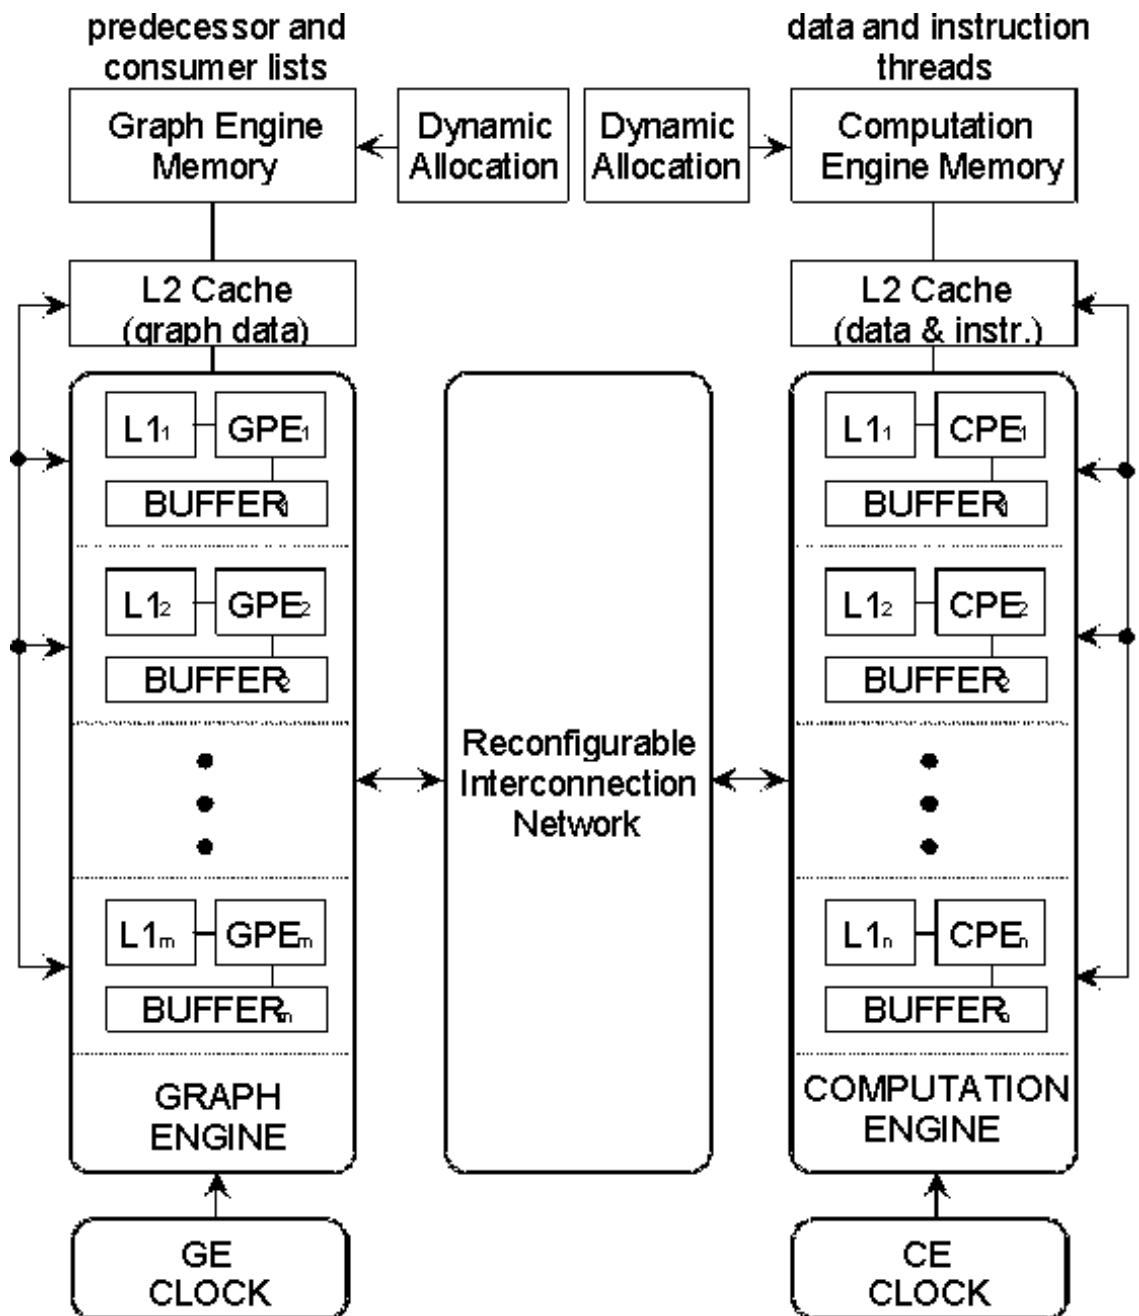 predecessor and
consumer lists
data and instruction
threads
Graph Engine
Memory
Dynamic
Allocation
Dynamic
Allocation
Computation
Engine Memory
L2 Cache
(graph data)
L2 Cache
(data & instr.)
L1₁
GPE₁
BUFFER₁
L1₂
GPE₂
BUFFER₂
L1ₘ
GPEₘ
BUFFERₘ
GRAPH
ENGINE
Reconfigurable
Interconnection
Network
L1₁
CPE₁
BUFFER₁
L1₂
CPE₂
BUFFER₂
L1ₙ
CPEₙ
BUFFERₙ
COMPUTATION
ENGINE
GE
CLOCK
CE
CLOCK